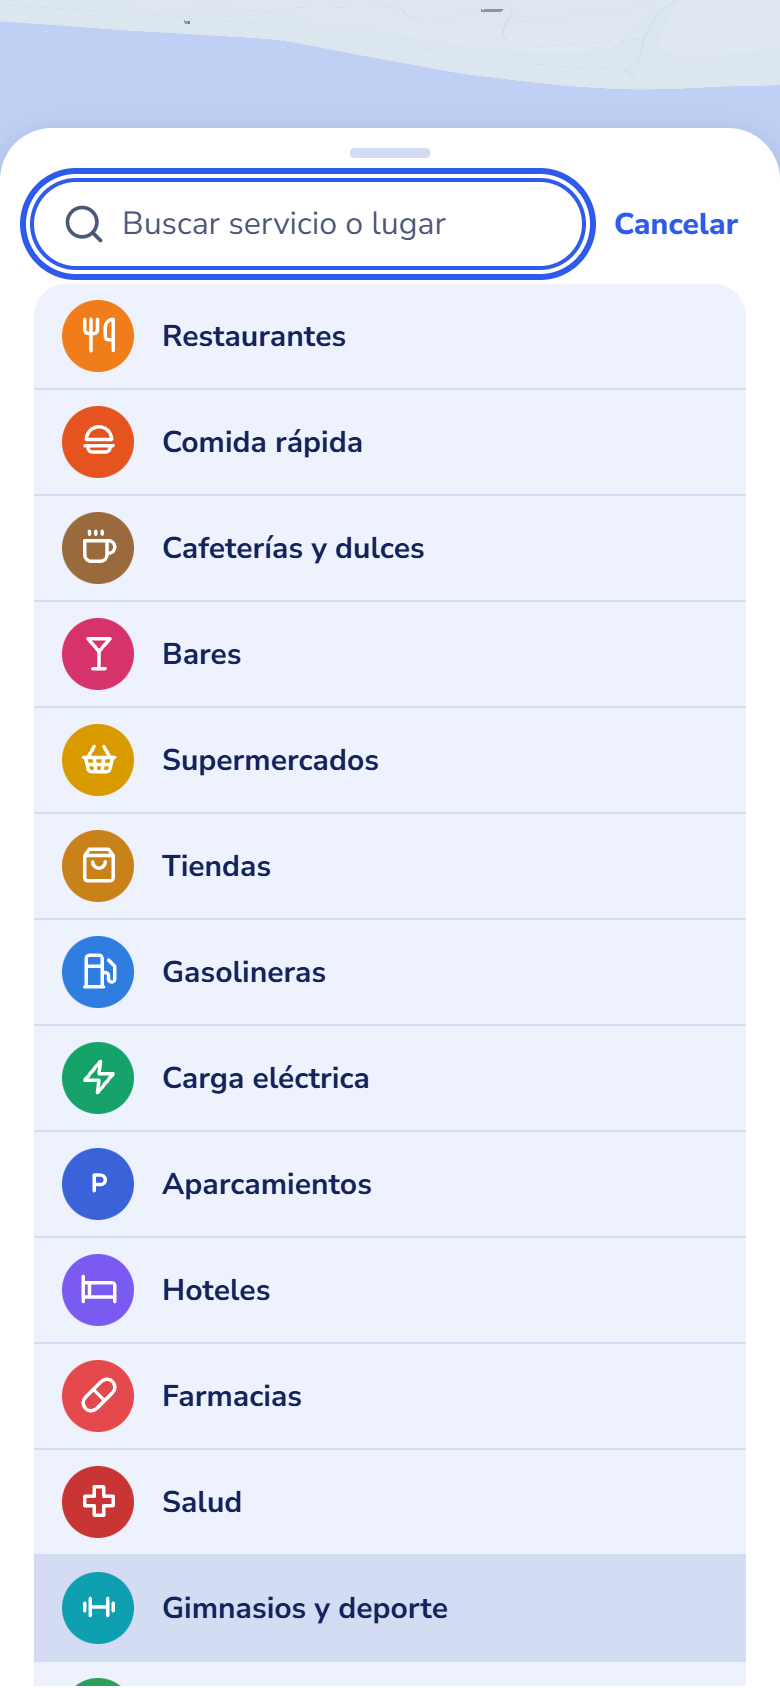 Buscar servicio o lugar
Cancelar
Restaurantes
Comida rápida
Cafeterías y dulces
Bares
Supermercados
Tiendas
Gasolineras
Carga eléctrica
P
Aparcamientos
Hoteles
Farmacias
Salud
Gimnasios y deporte